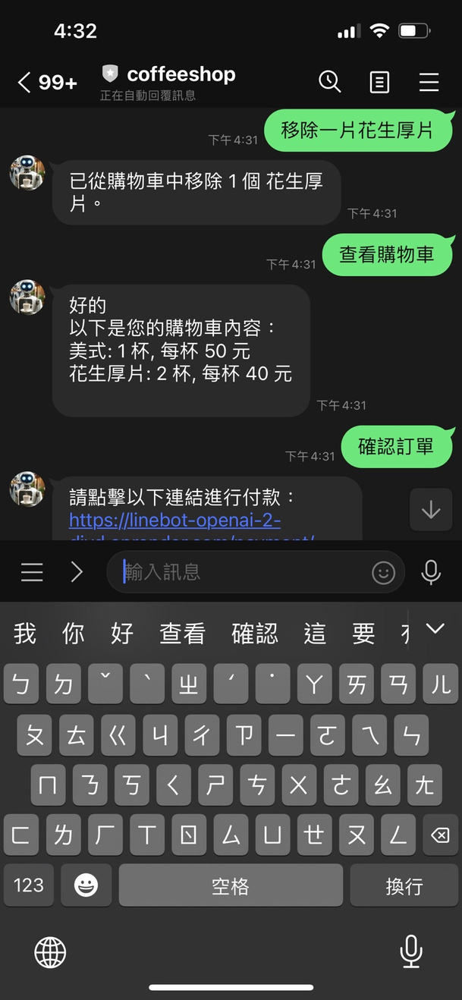 4:32
99+
coffeeshop
正在自動回覆訊息
移除一片花生厚片
下午 4:31
已從購物車中移除 1 個 花生厚
片。
下午 4:31
查看購物車
下午 4:31
好的
以下是您的購物車內容：
美式: 1 杯, 每杯 50 元
花生厚片: 2 杯, 每杯 40 元
下午 4:31
確認訂單
下午 4:31
請點擊以下連結進行付款：
https://linebot-openai-2-
輸入訊息
我 你 好 查看 確認 這 要
ㄅ ㄉ ˇ ˋ ㄓ ˊ ˙ ㄚ ㄞ ㄢ ㄦ
ㄆ ㄊ ㄍ ㄐ ㄔ ㄗ ㄧ ㄛ ㄟ ㄣ
ㄇ ㄋ ㄎ ㄑ ㄕ ㄘ ㄨ ㄜ ㄠ ㄤ
ㄈ ㄌ ㄏ ㄒ ㄖ ㄙ ㄩ ㄝ ㄡ ㄥ
123 空格 換行